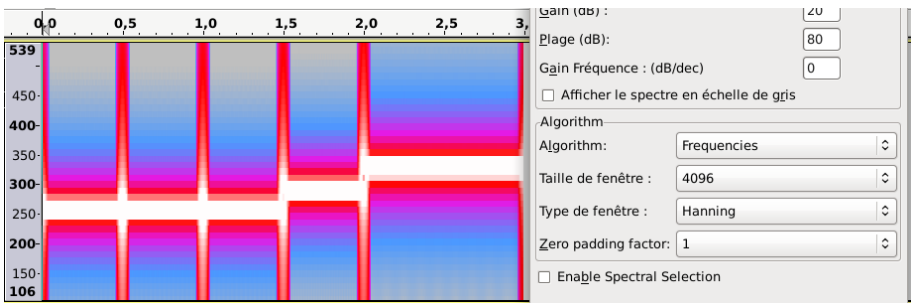 0,0 0,5 1,0 1,5 2,0 2,5 3,
539
450-
400-
350-
300-
250-
200-
150-
106
Gain (dB) : 20
Plage (dB): 80
Gain Fréquence : (dB/dec) 0
Afficher le spectre en échelle de gris
Algorithm
Algorithm: Frequencies
Taille de fenêtre : 4096
Type de fenêtre : Hanning
Zero padding factor: 1
Enable Spectral Selection